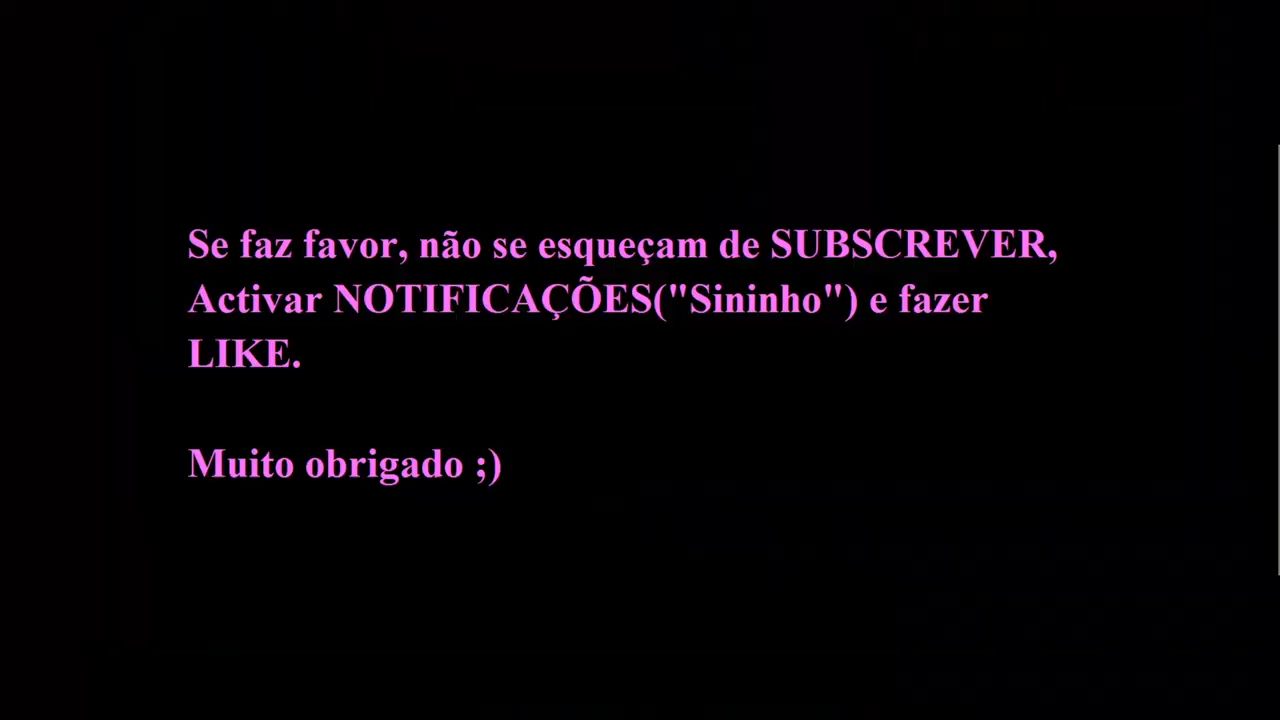 Se faz favor, não se esqueçam de SUBSCREVER,
Activar NOTIFICAÇÕES("Sininho") e fazer
LIKE.
Muito obrigado ;)